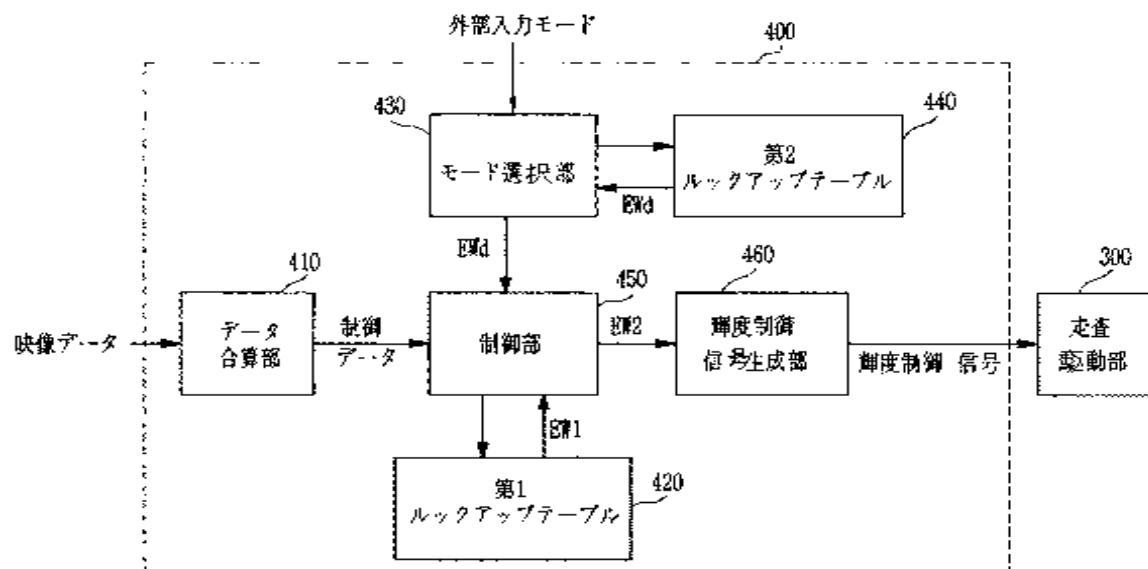 外部入力モード
400
430
モード選択部
440
第2
ルックアップテーブル
EWd
EWd
410
データ
合算部
映像データ
制御
データ
450
制御部
EW2
460
輝度制御
信号生成部
輝度制御 信号
300
走査
駆動部
EW1
第1
ルックアップテーブル
420